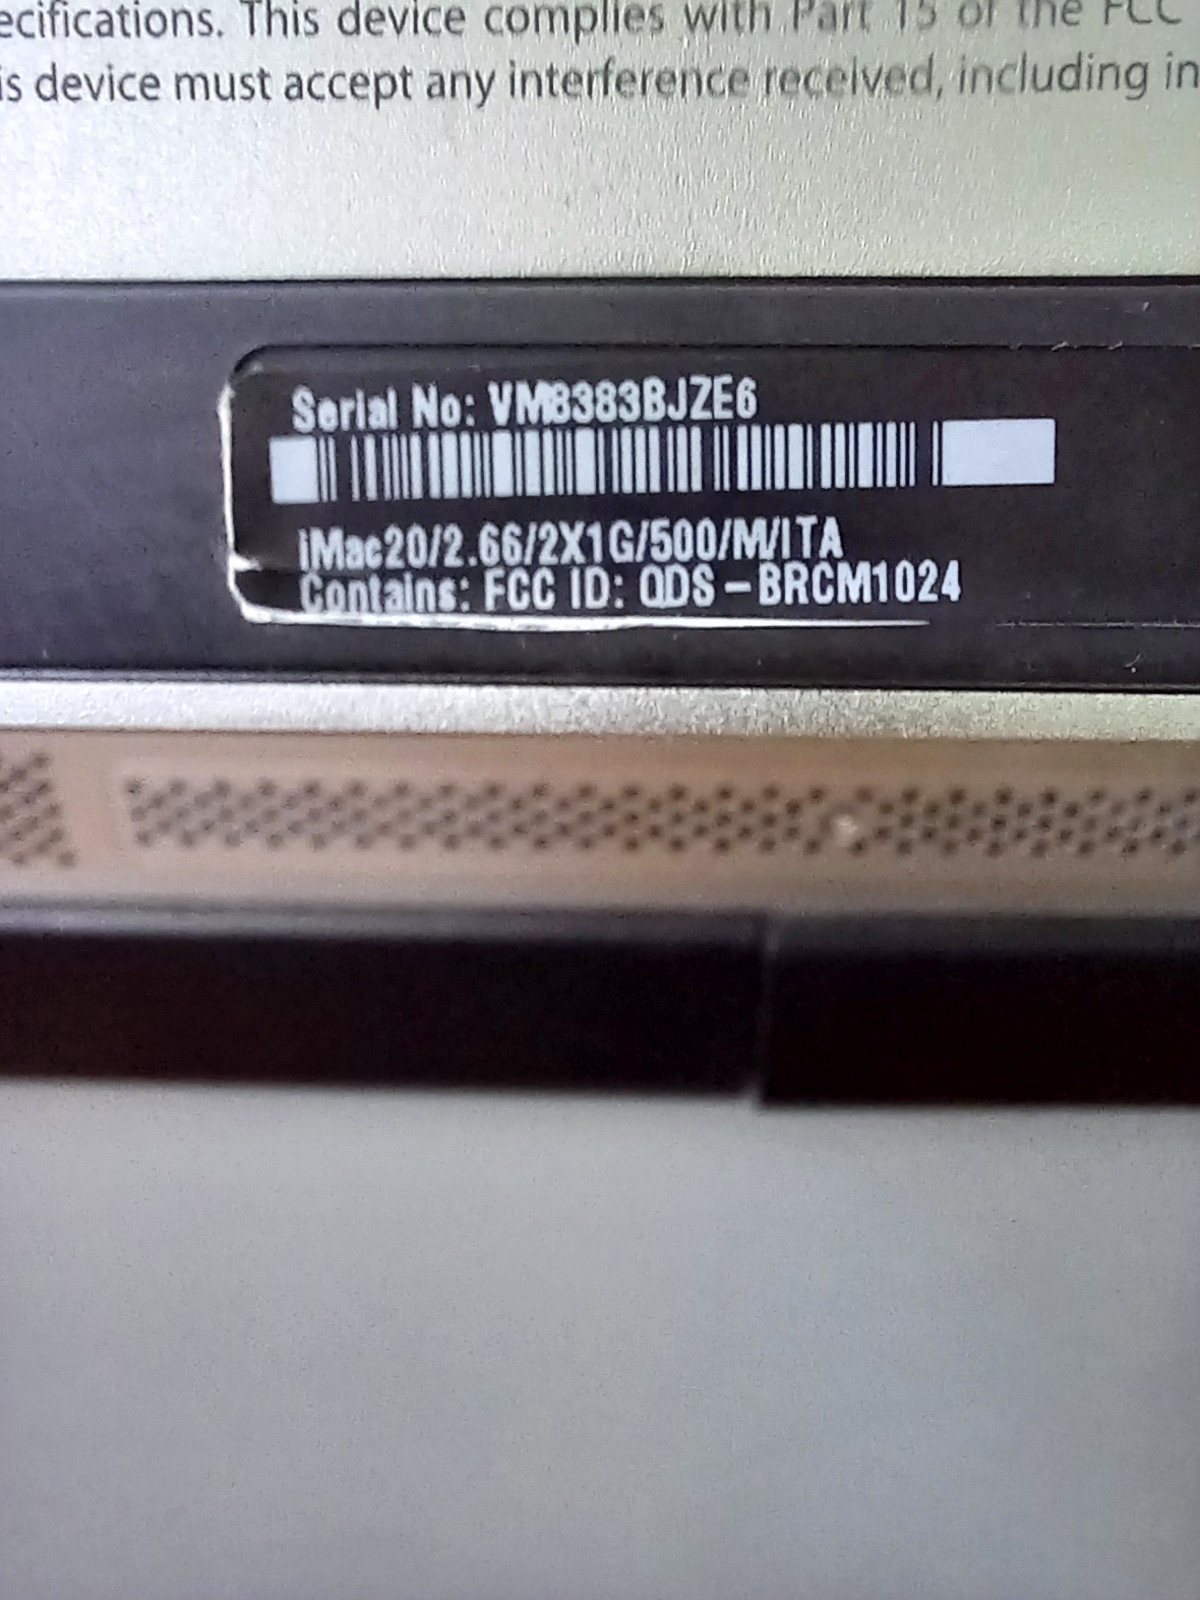 ecifications. This device complies with Part 15 of the FCC
is device must accept any interference received, including in
Serial No: VM8383BJZE6
iMac20/2.66/2X1G/500/M/ITA
Contains: FCC ID: QDS-BRCM1024